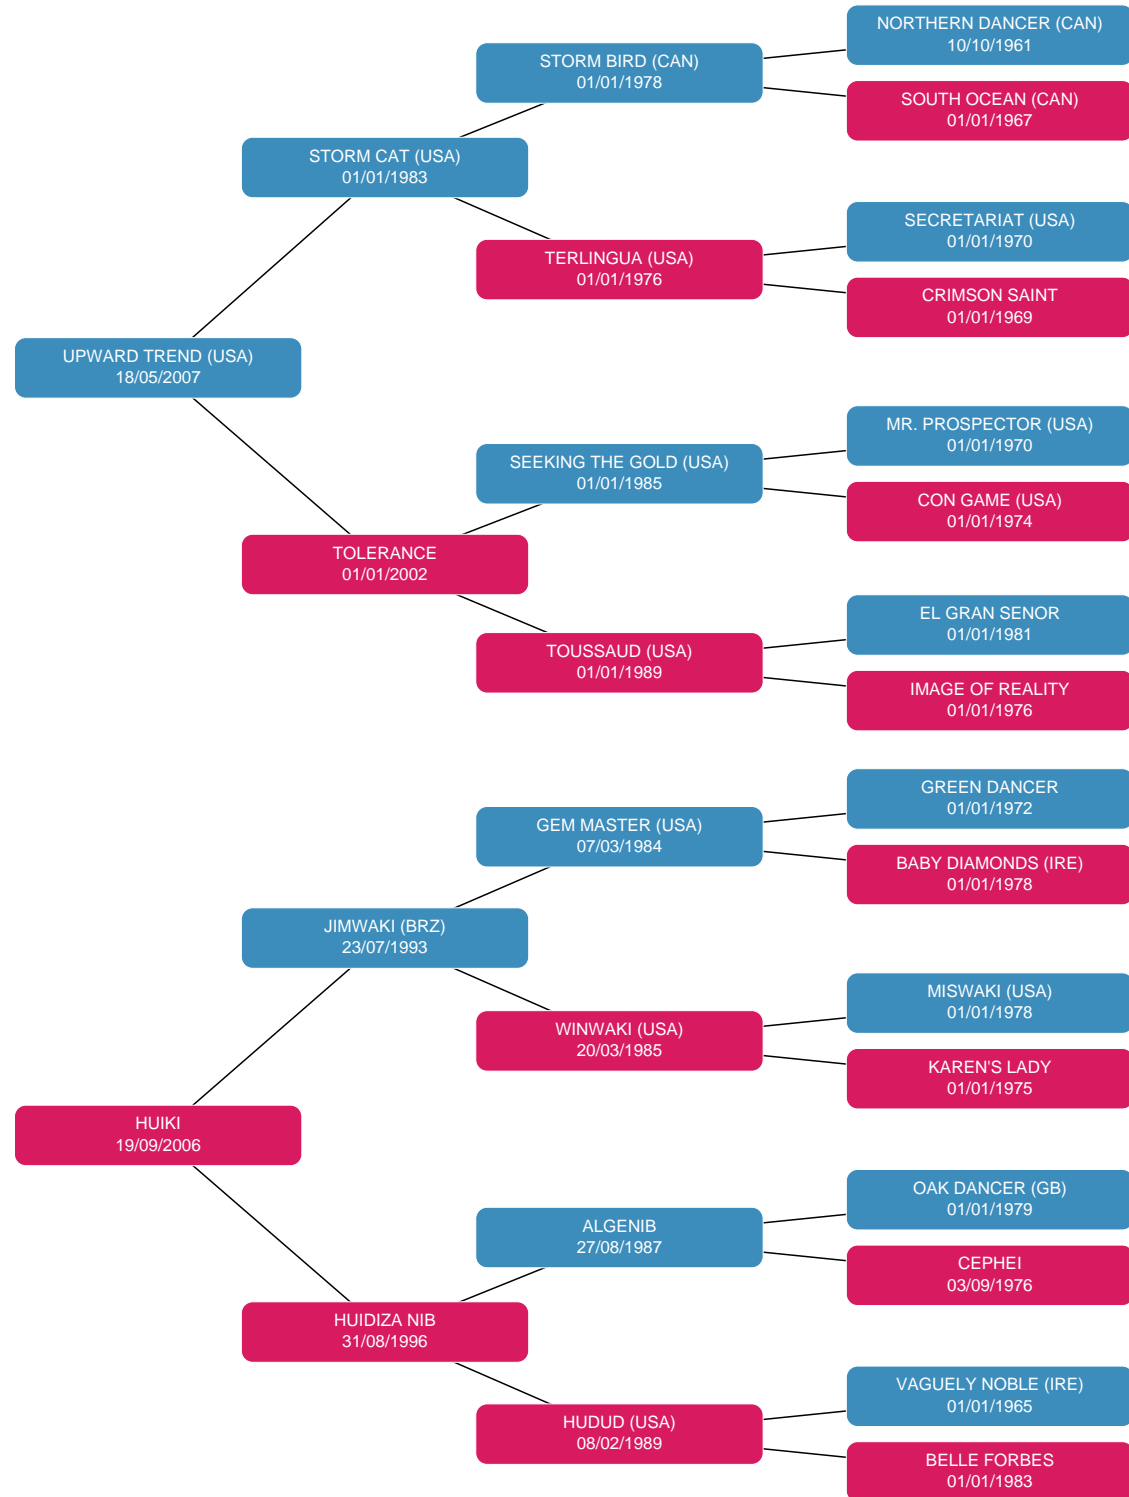 NORTHERN DANCER (CAN)
10/10/1961
STORM BIRD (CAN)
01/01/1978
SOUTH OCEAN (CAN)
01/01/1967
STORM CAT (USA)
01/01/1983
SECRETARIAT (USA)
01/01/1970
TERLINGUA (USA)
01/01/1976
CRIMSON SAINT
01/01/1969
UPWARD TREND (USA)
18/05/2007
MR. PROSPECTOR (USA)
01/01/1970
SEEKING THE GOLD (USA)
01/01/1985
CON GAME (USA)
01/01/1974
TOLERANCE
01/01/2002
EL GRAN SENOR
01/01/1981
TOUSSAUD (USA)
01/01/1989
IMAGE OF REALITY
01/01/1976
GREEN DANCER
01/01/1972
GEM MASTER (USA)
07/03/1984
BABY DIAMONDS (IRE)
01/01/1978
JIMWAKI (BRZ)
23/07/1993
MISWAKI (USA)
01/01/1978
WINWAKI (USA)
20/03/1985
KAREN'S LADY
01/01/1975
HUIKI
19/09/2006
OAK DANCER (GB)
01/01/1979
ALGENIB
27/08/1987
CEPHEI
03/09/1976
HUIDIZA NIB
31/08/1996
VAGUELY NOBLE (IRE)
01/01/1965
HUDUD (USA)
08/02/1989
BELLE FORBES
01/01/1983